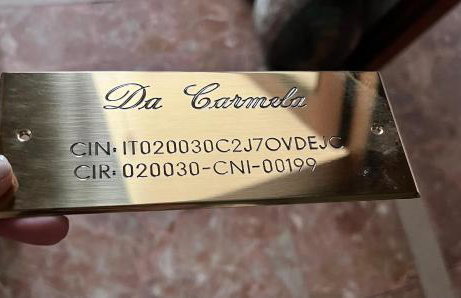 Da Carmela
CIN: IT020030C2J7OVDEJC
CIR: 020030-CNI-00199